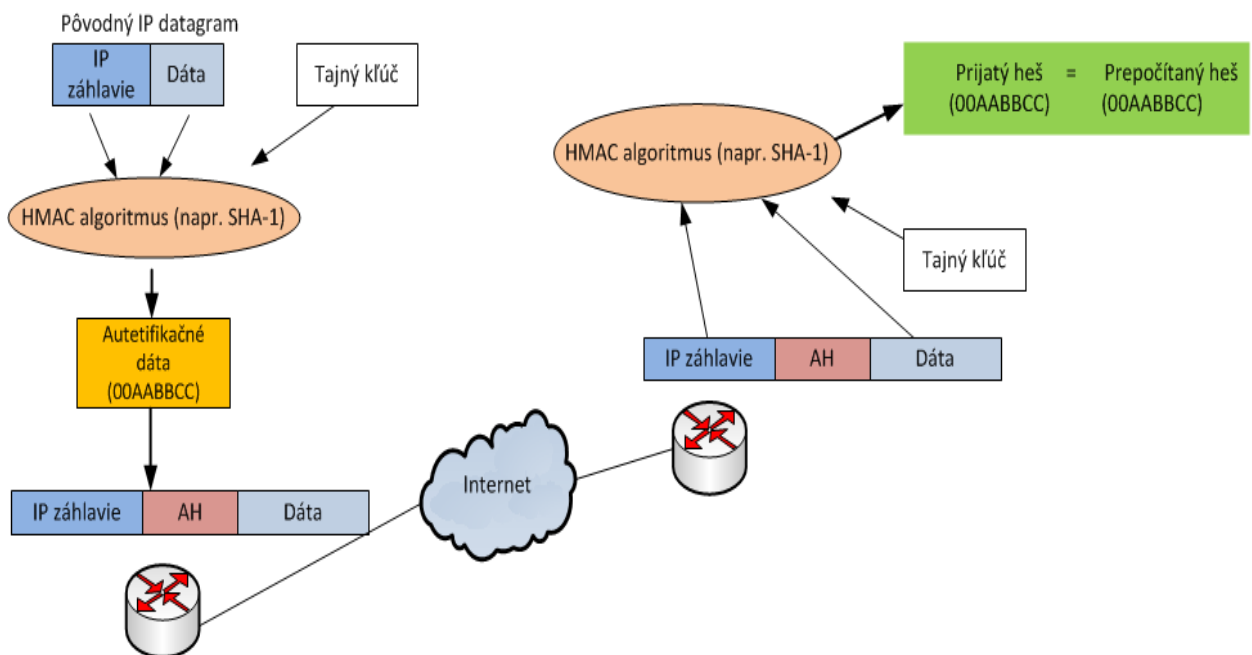 Pôvodný IP datagram
IP
záhlavie
Dáta
Tajný kľúč
HMAC algoritmus (napr. SHA-1)
Autetifikačné
dáta
(00AABBCC)
IP záhlavie
AH
Dáta
Internet
Prijatý heš = Prepočítaný heš
(00AABBCC) (00AABBCC)
HMAC algoritmus (napr. SHA-1)
Tajný kľúč
IP záhlavie
AH
Dáta